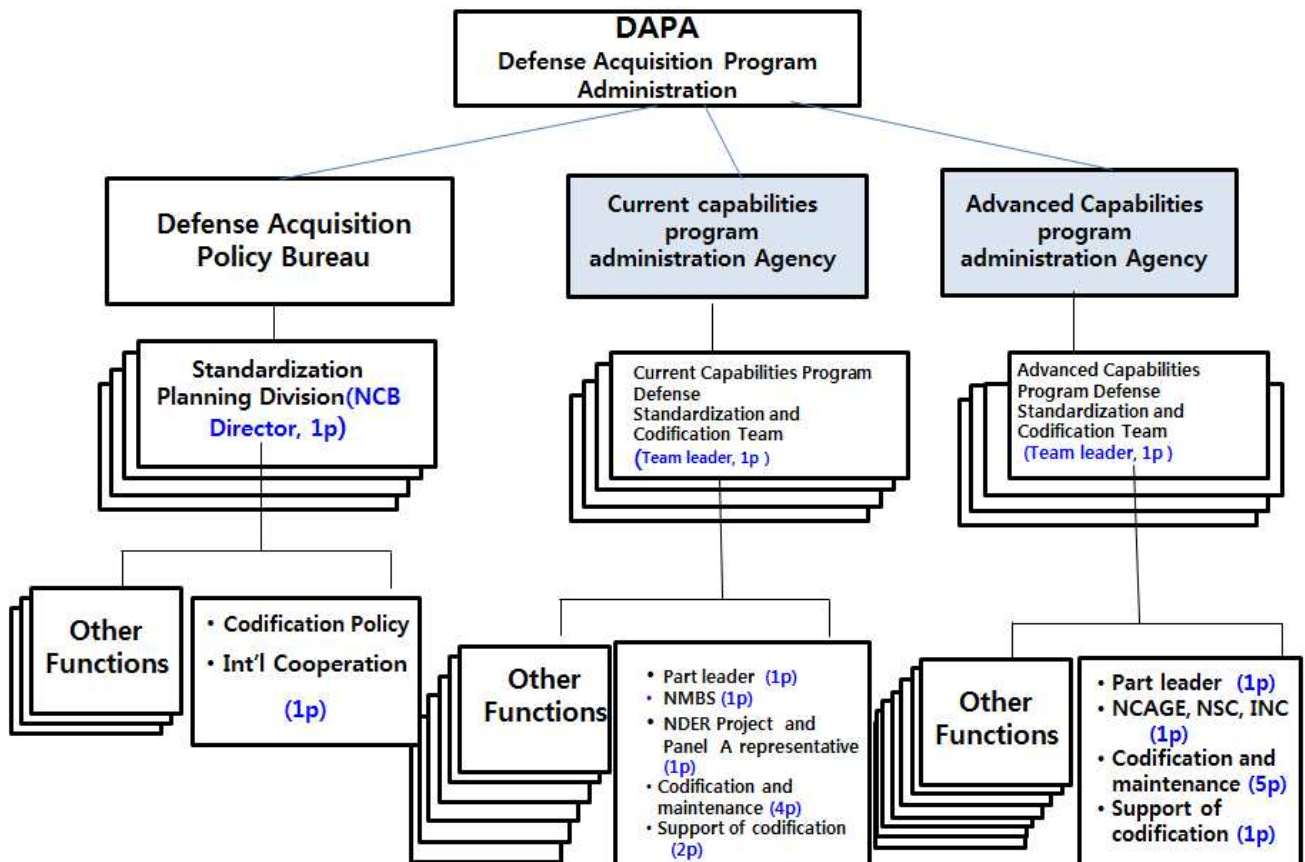 DAPA
Defense Acquisition Program
Administration
Defense Acquisition
Policy Bureau
Current capabilities
program
administration Agency
Advanced Capabilities
program
administration Agency
Standardization
Planning Division(NCB
Director, 1p)
Current Capabilities Program
Defense
Standardization and
Codification Team
(Team leader, 1p )
Advanced Capabilities
Program Defense
Standardization and
Codification Team
(Team leader, 1p )
Other
Functions
• Codification Policy
• Int'l Cooperation
(1p)
Other
Functions
• Part leader (1p)
• NMBS (1p)
• NDER Project and
Panel A representative
(1p)
• Codification and
maintenance (4p)
• Support of codification
(2p)
Other
Functions
• Part leader (1p)
• NCAGE, NSC, INC
(1p)
• Codification and
maintenance (5p)
• Support of
codification (1p)